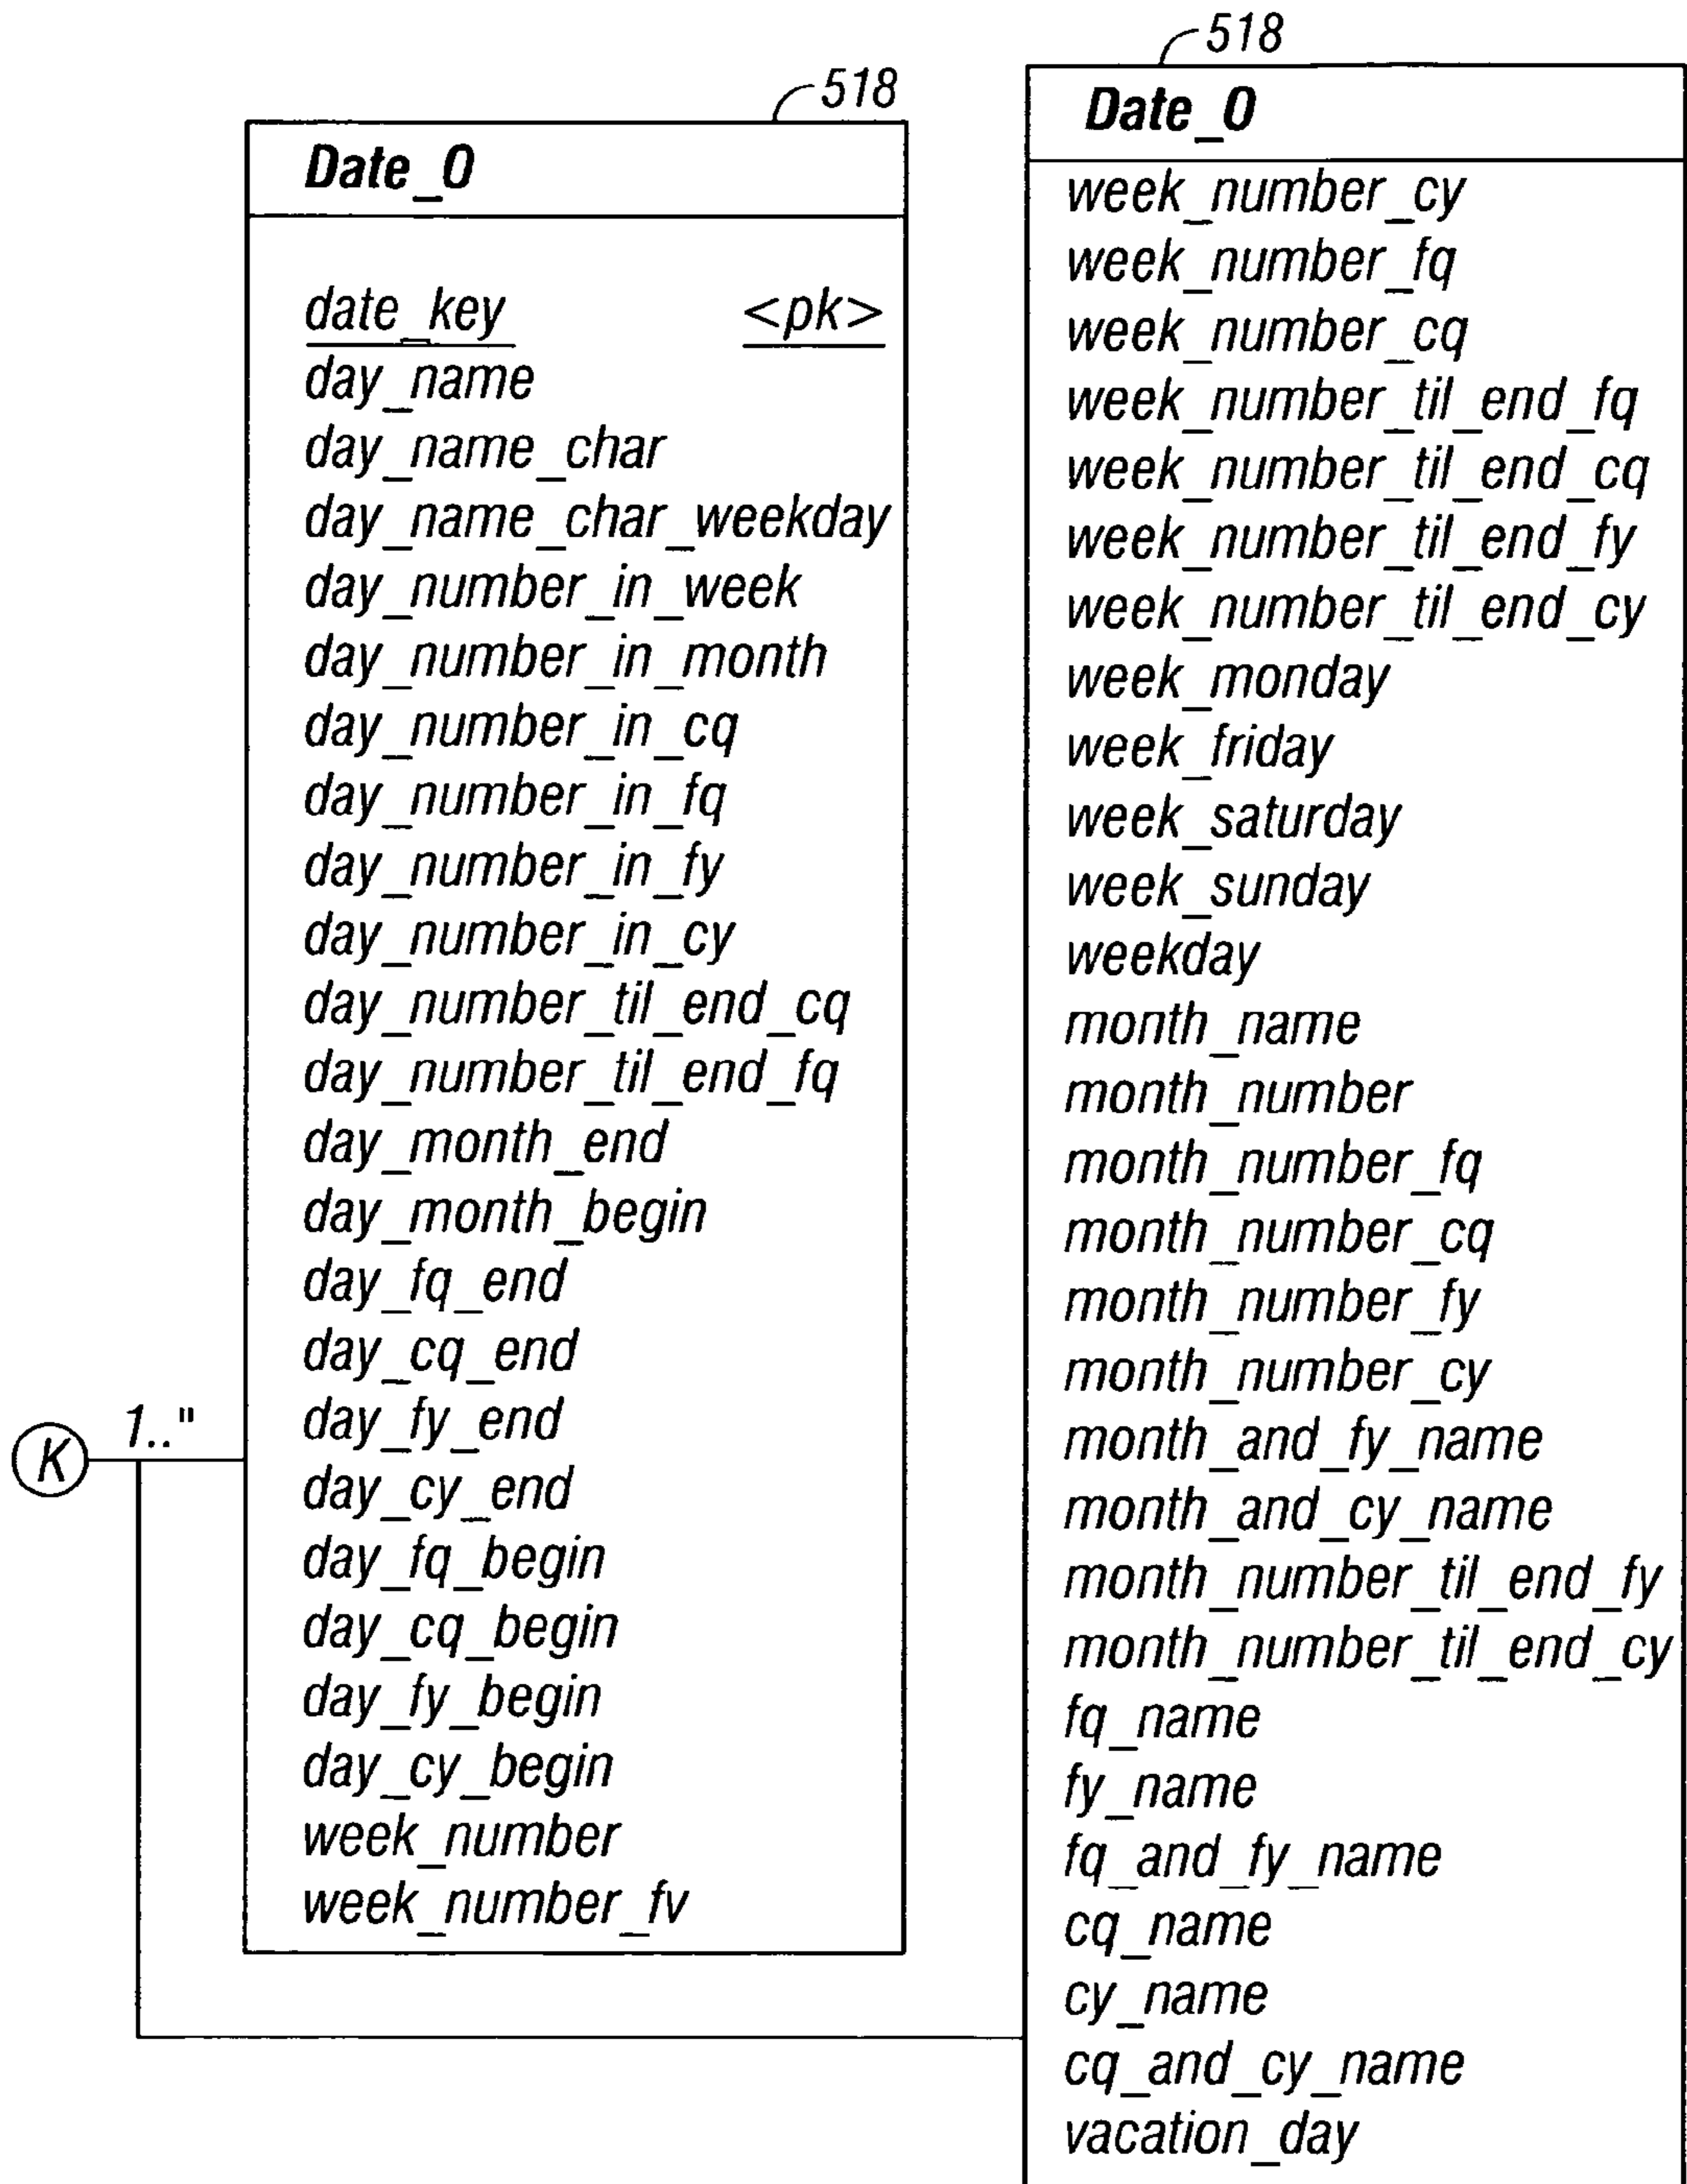 518
Date_0
date_key <pk>
day_name
day_name_char
day_name_char_weekday
day_number_in_week
day_number_in_month
day_number_in_cq
day_number_in_fq
day_number_in_fy
day_number_in_cy
day_number_til_end_cq
day_number_til_end_fq
day_month_end
day_month_begin
day_fq_end
day_cq_end
day_fy_end
day_cy_end
day_fq_begin
day_cq_begin
day_fy_begin
day_cy_begin
week_number
week_number_fv
K 1.."
518
Date_0
week_number_cy
week_number_fq
week_number_cq
week_number_til_end_fq
week_number_til_end_cq
week_number_til_end_fy
week_number_til_end_cy
week_monday
week_friday
week_saturday
week_sunday
weekday
month_name
month_number
month_number_fq
month_number_cq
month_number_fy
month_number_cy
month_and_fy_name
month_and_cy_name
month_number_til_end_fy
month_number_til_end_cy
fq_name
fy_name
fq_and_fy_name
cq_name
cy_name
cq_and_cy_name
vacation_day